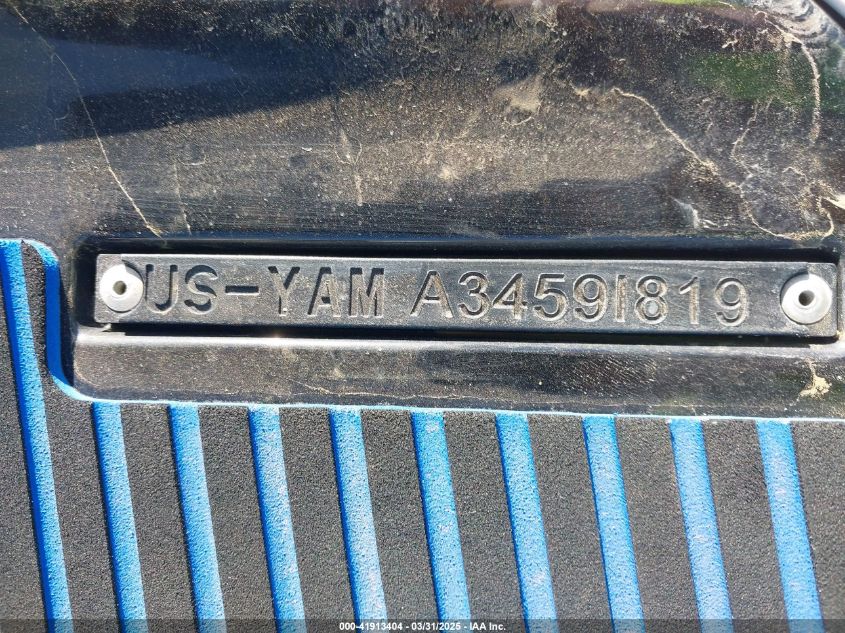 US-YAM A3459I819
000-41913404 | 03/31/2025 | IAA Inc.